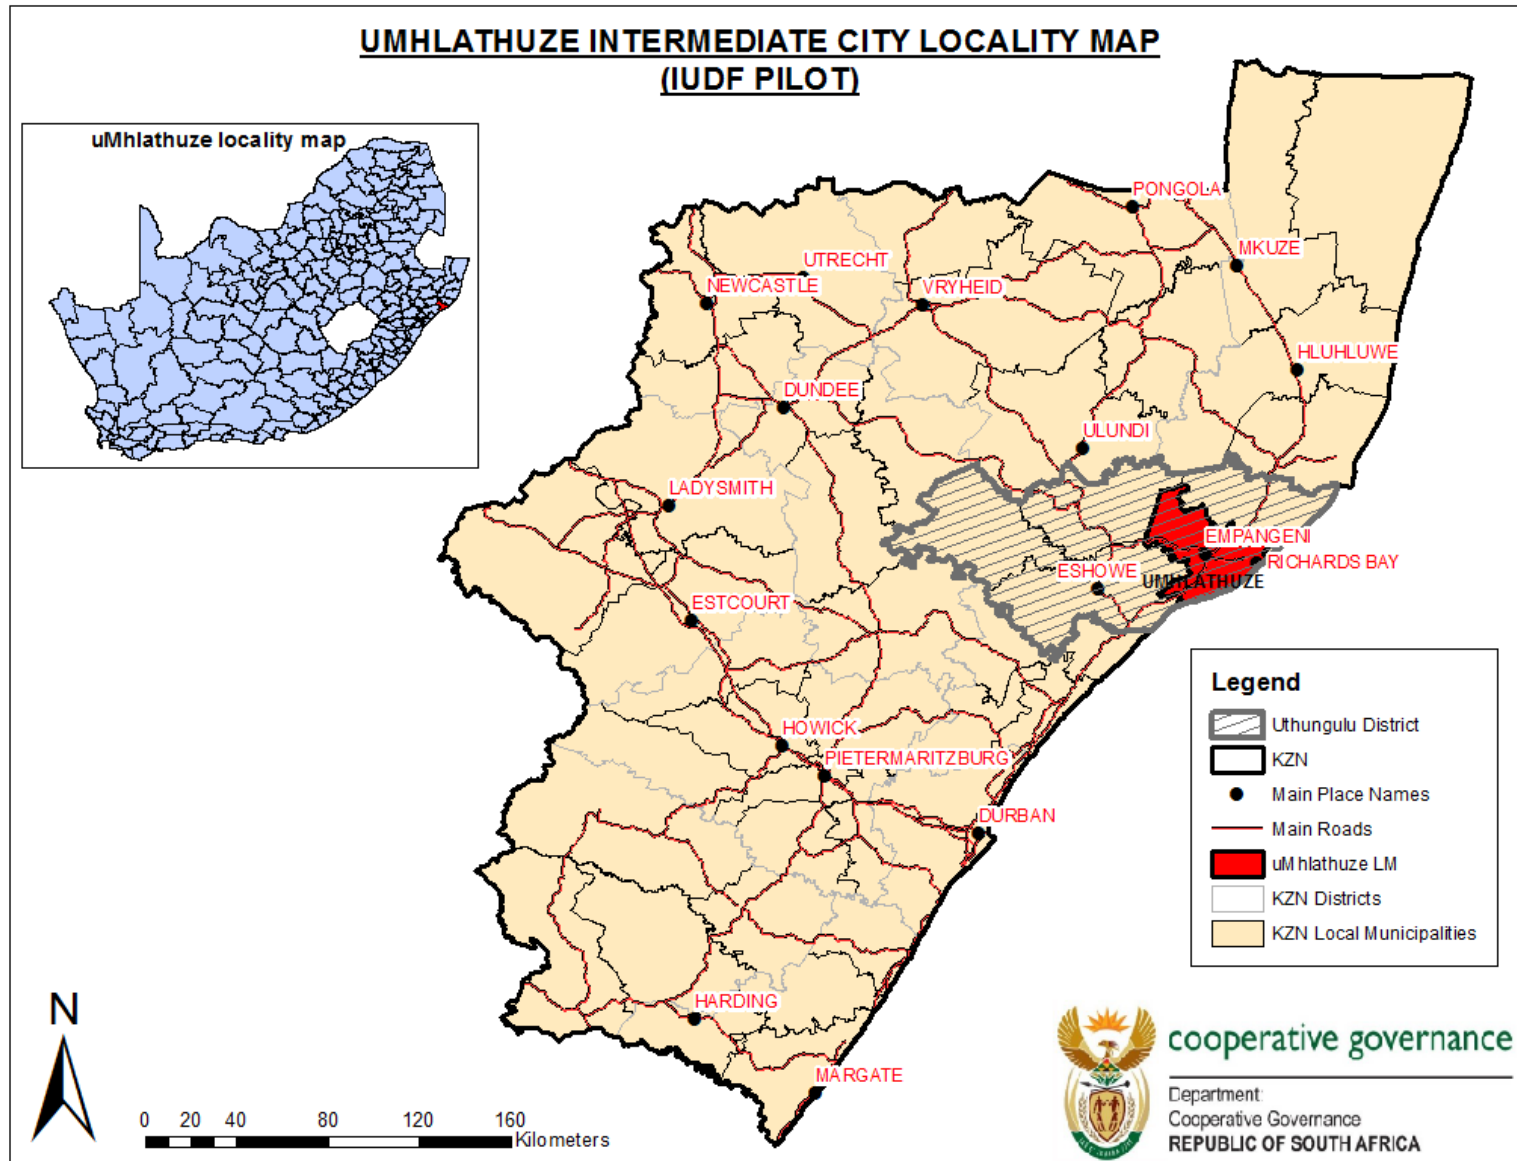 UMHLATHUZE INTERMEDIATE CITY LOCALITY MAP
(IUDF PILOT)
uMhlathuze locality map
PONGOLA
MKUZE
UTRECHT
NEWCASTLE
VRYHEID
HLUHLUWE
DUNDEE
ULUNDI
LADYSMITH
EMPANGENI
RICHARDS BAY
ESHOWE
UMHLATHUZE
ESTCOURT
HOWICK
PIETERMARITZBURG
DURBAN
HARDING
MARGATE
Legend
Uthungulu District
KZN
Main Place Names
Main Roads
uMhlathuze LM
KZN Districts
KZN Local Municipalities
N
0 20 40 80 120 160
Kilometers
cooperative governance
Department:
Cooperative Governance
REPUBLIC OF SOUTH AFRICA